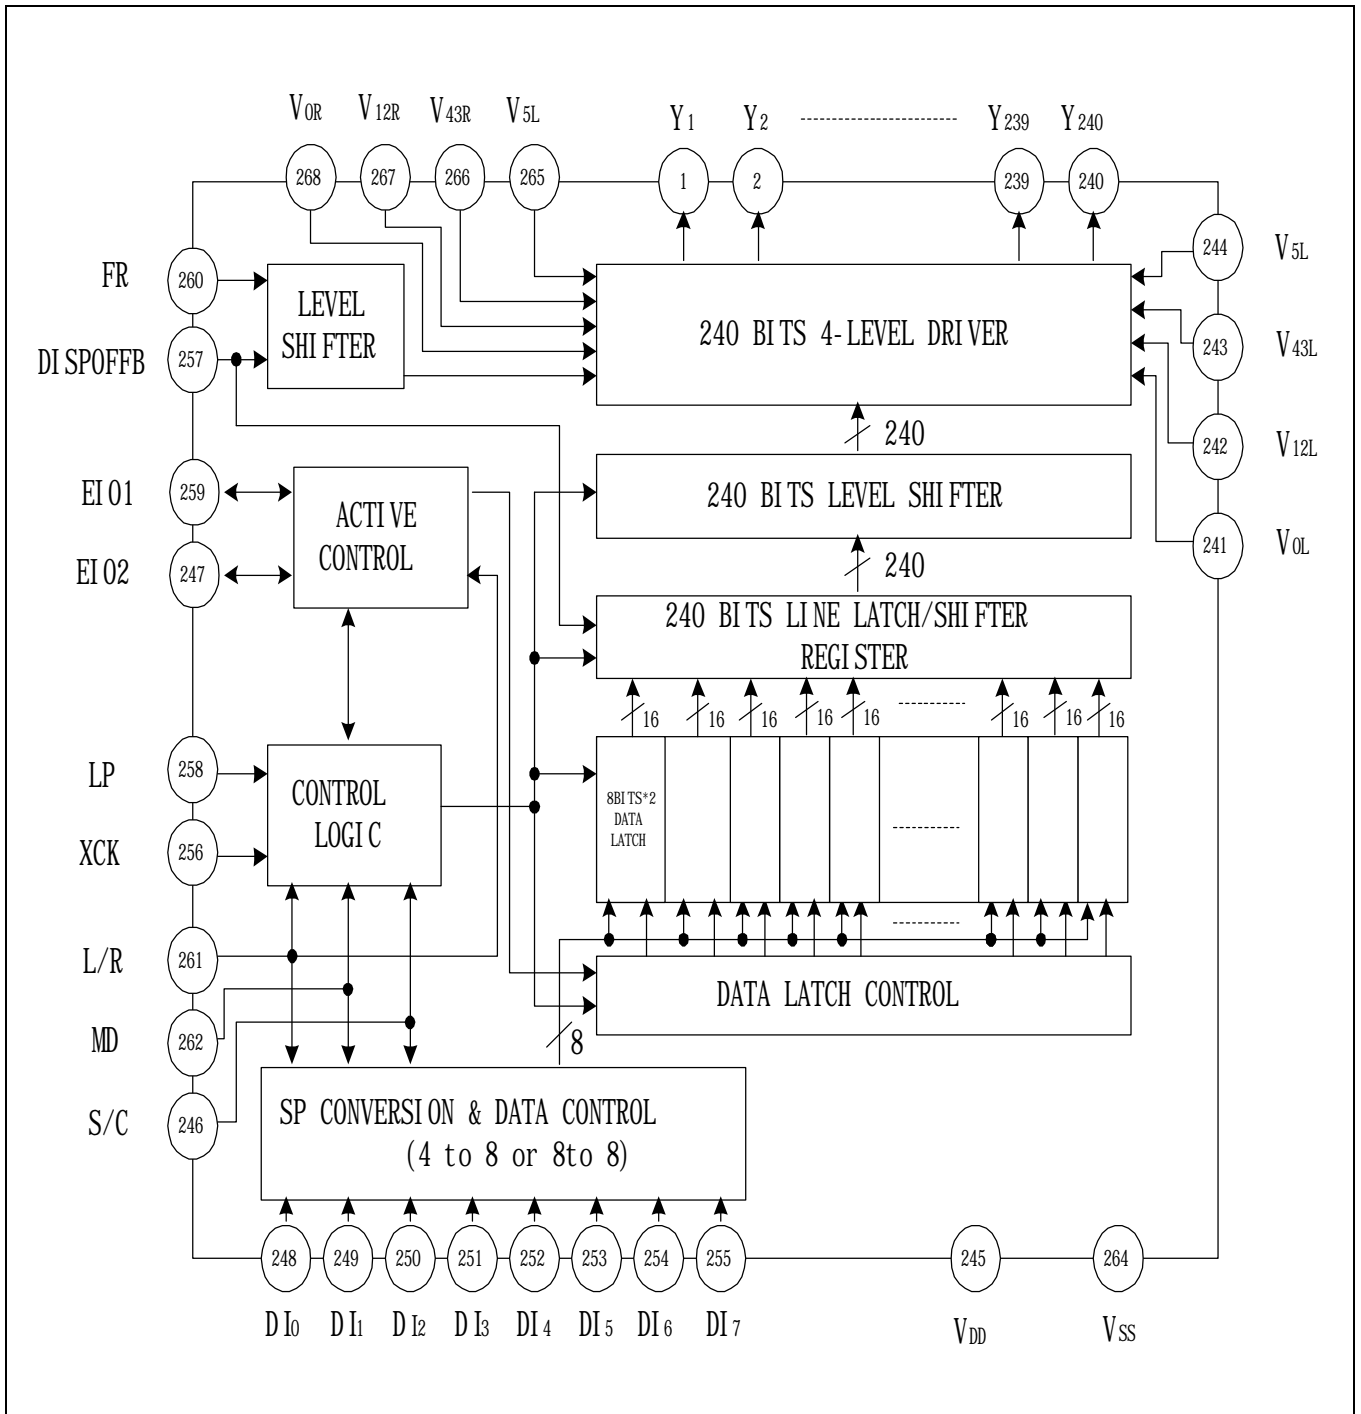 V0R V12R V43R V5L Y1 Y2 Y239 Y240
268 267 266 265 1 2 239 240
244 V5L
FR 260
LEVEL
SHIFTER
240 BITS 4-LEVEL DRIVER
243 V43L
DISPOFFB 257
240
242 V12L
EIO1 259
ACTIVE
CONTROL
240 BITS LEVEL SHIFTER
241 V0L
EIO2 247
240
240 BITS LINE LATCH/SHIFTER
REGISTER
16 16 16 16 16 16 16 16
LP 258
CONTROL
LOGIC
8BITS*2
DATA
LATCH
XCK 256
L/R 261
DATA LATCH CONTROL
MD 262
8
S/C 246
SP CONVERSION & DATA CONTROL
(4 to 8 or 8to 8)
248 249 250 251 252 253 254 255 245 264
DI0 DI1 DI2 DI3 DI4 DI5 DI6 DI7 VDD VSS